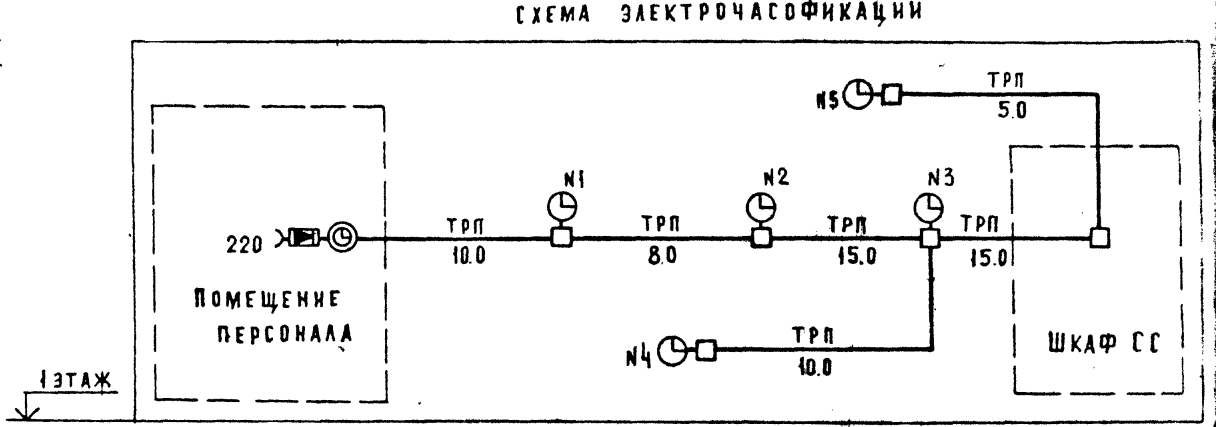 СХЕМА ЭЛЕКТРОЧАСОФИКАЦИИ
N5
ТРП
5.0
N1
N2
N3
220
ТРП
10.0
ТРП
8.0
ТРП
15.0
ТРП
15.0
ПОМЕЩЕНИЕ
ПЕРСОНАЛА
N4
ТРП
10.0
ШКАФ СС
1 ЭТАЖ